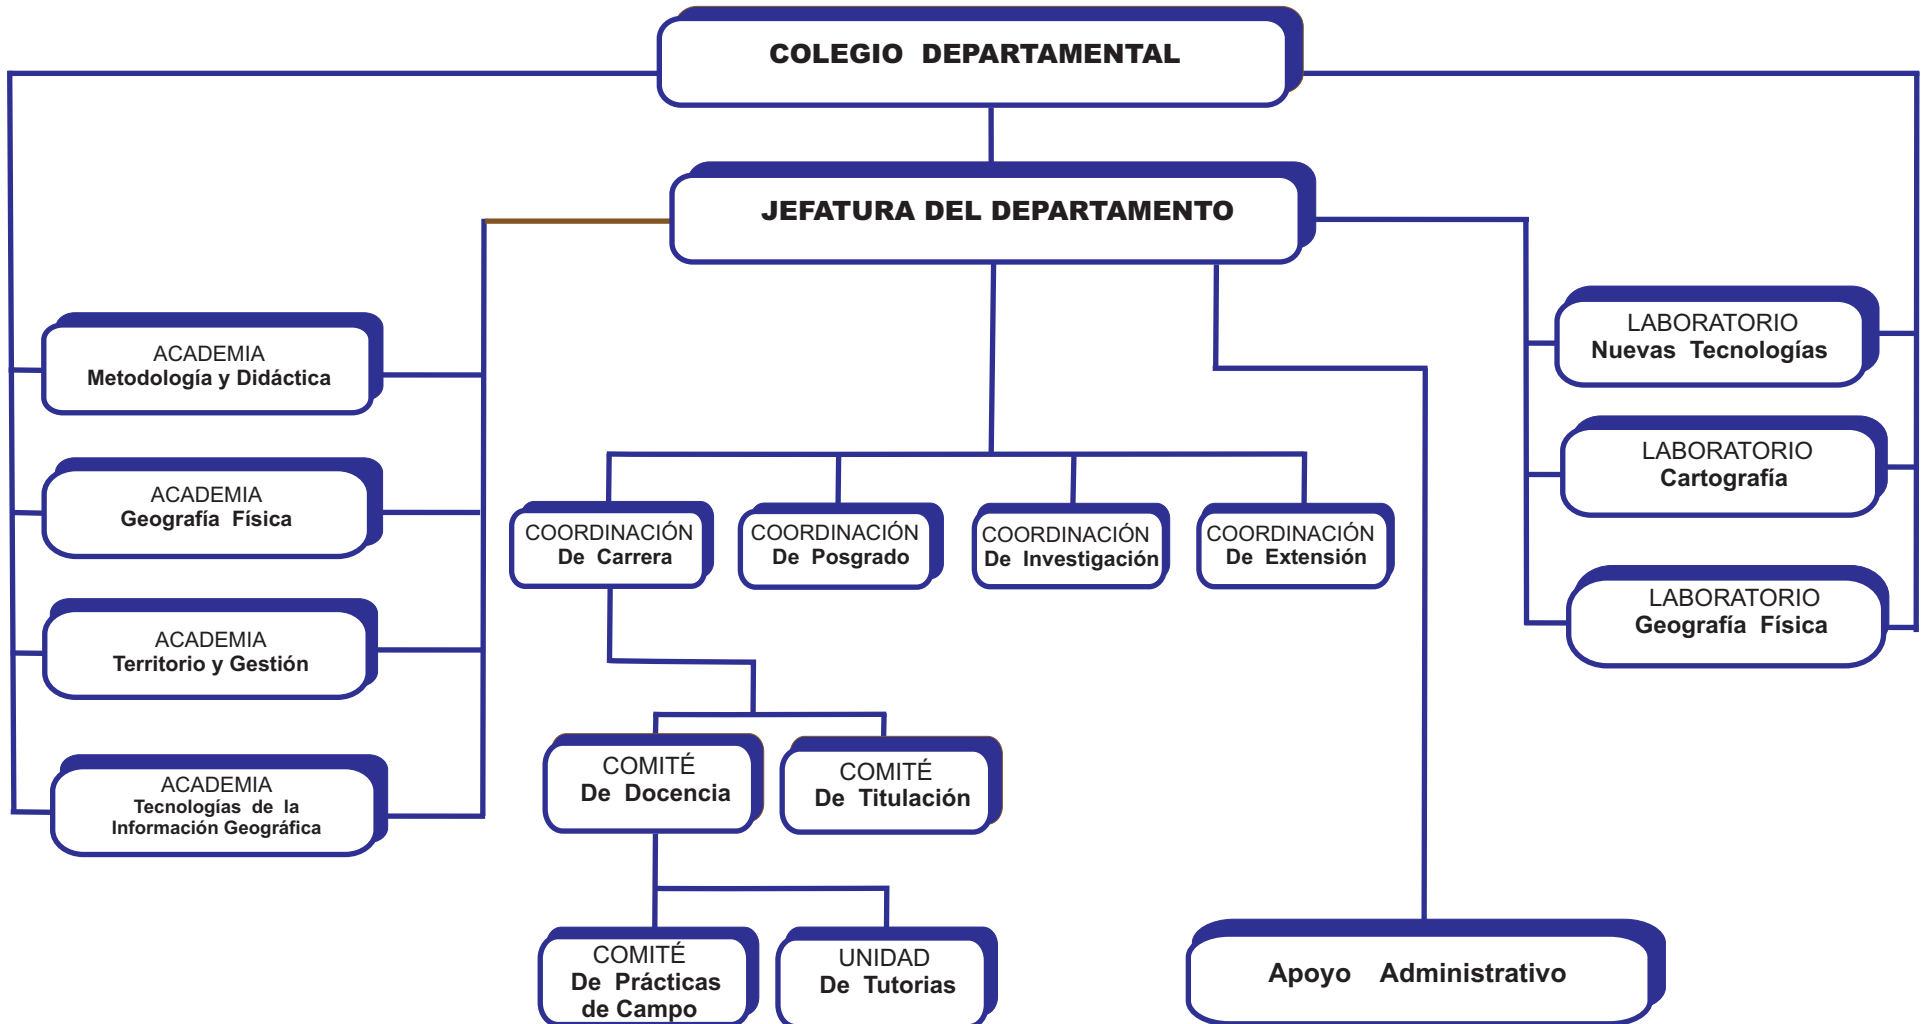 COLEGIO DEPARTAMENTAL
JEFATURA DEL DEPARTAMENTO
ACADEMIA
Metodología y Didáctica
ACADEMIA
Geografía Física
ACADEMIA
Territorio y Gestión
ACADEMIA
Tecnologías de la
Información Geográfica
COORDINACIÓN
De Carrera
COORDINACIÓN
De Posgrado
COORDINACIÓN
De Investigación
COORDINACIÓN
De Extensión
COMITÉ
De Docencia
COMITÉ
De Titulación
COMITÉ
De Prácticas
de Campo
UNIDAD
De Tutorias
Apoyo Administrativo
LABORATORIO
Nuevas Tecnologías
LABORATORIO
Cartografía
LABORATORIO
Geografía Física